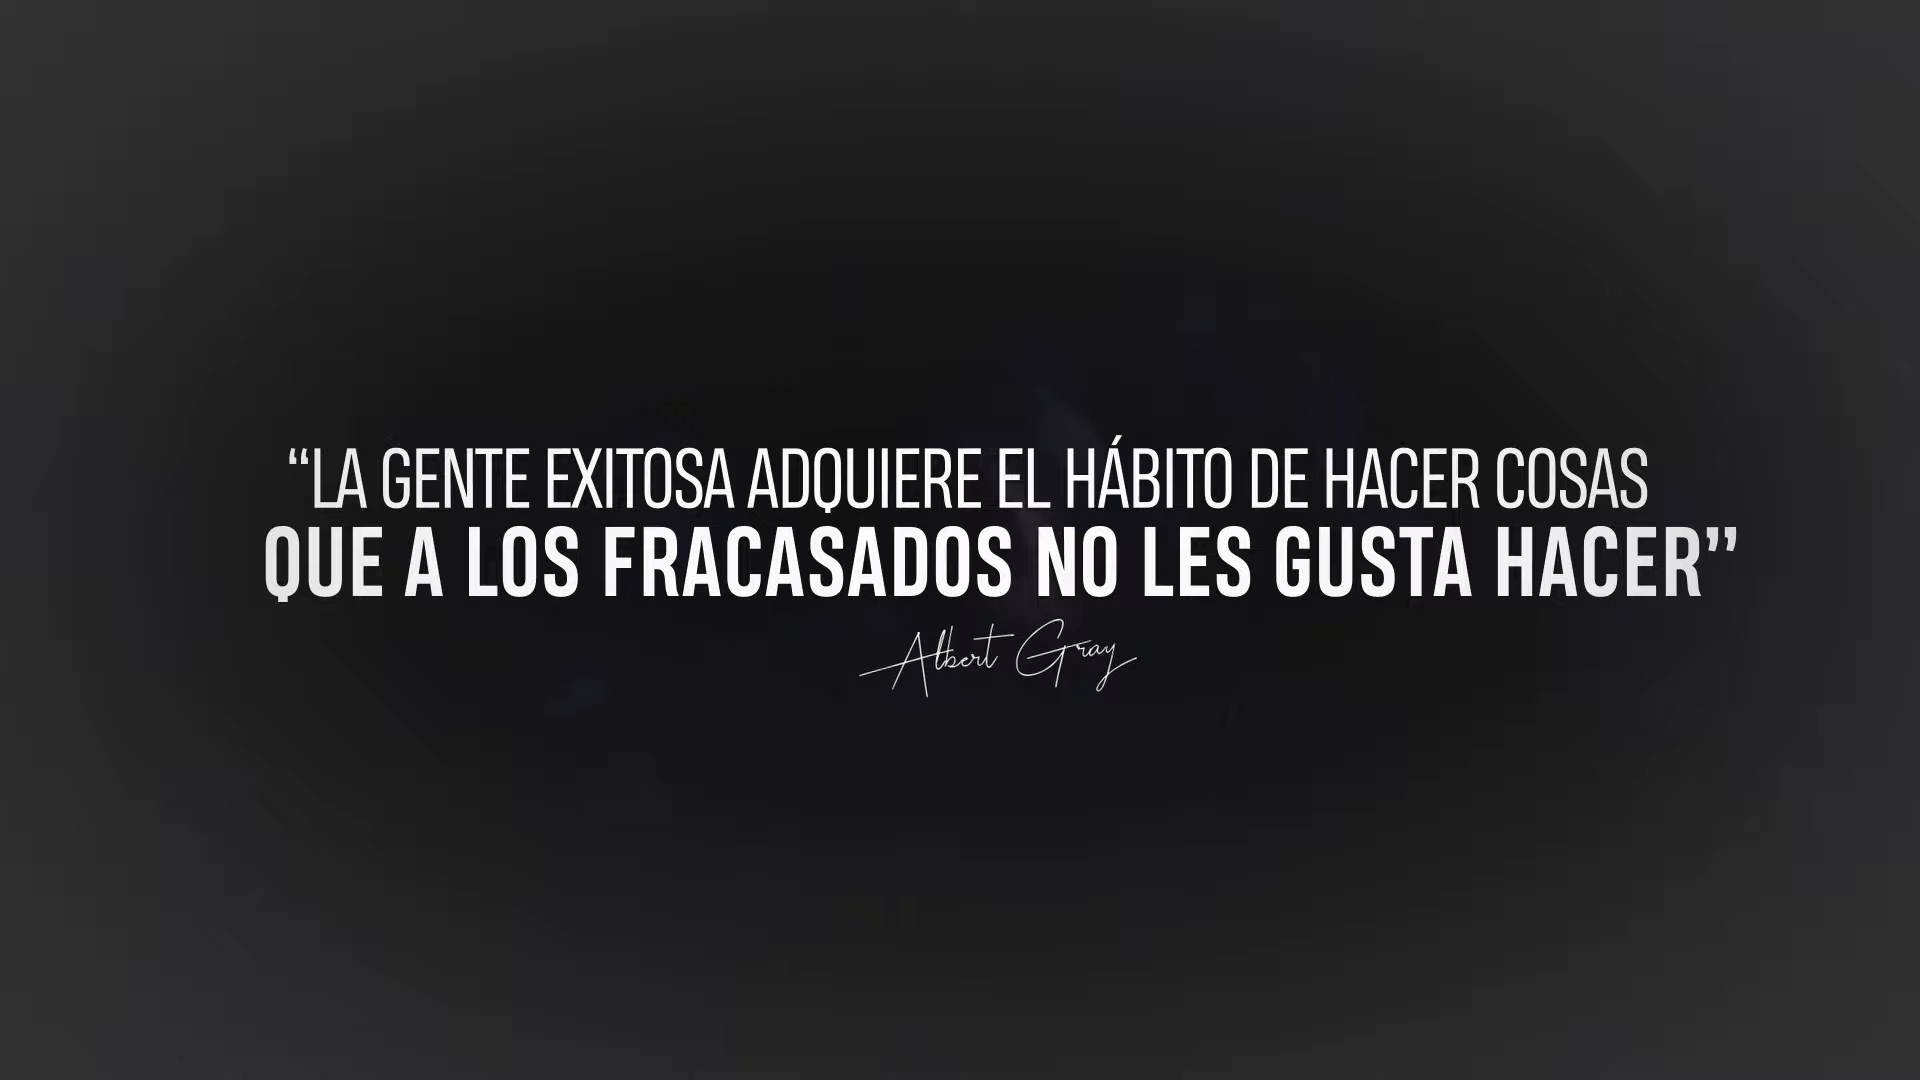 “LA GENTE EXITOSA ADQUIERE EL HÁBITO DE HACER COSAS
QUE A LOS FRACASADOS NO LES GUSTA HACER”
Albert Gray